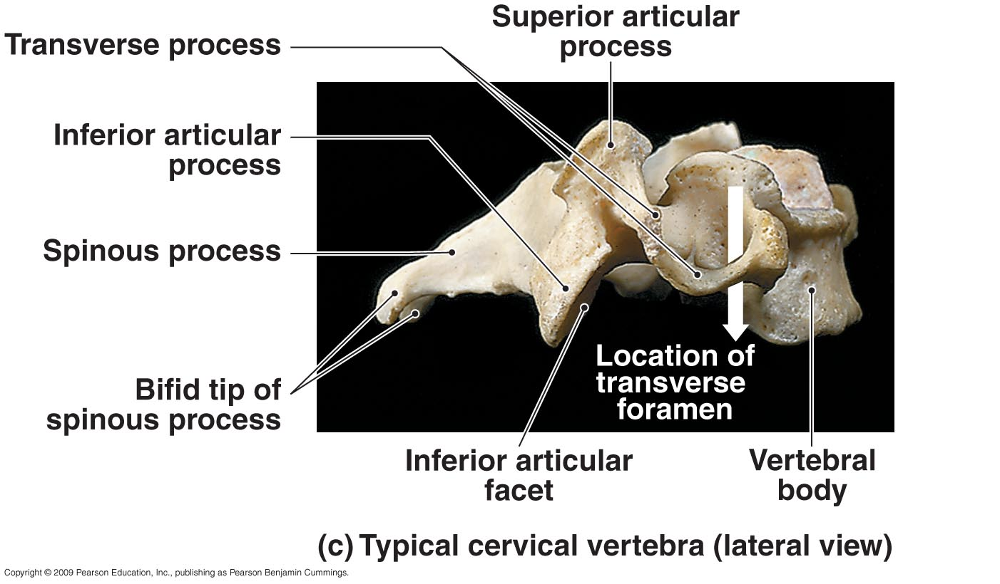 Superior articular
process
Transverse process
Inferior articular
process
Spinous process
Bifid tip of
spinous process
Location of
transverse
foramen
Inferior articular
facet
Vertebral
body
(c) Typical cervical vertebra (lateral view)
Copyright © 2009 Pearson Education, Inc., publishing as Pearson Benjamin Cummings.